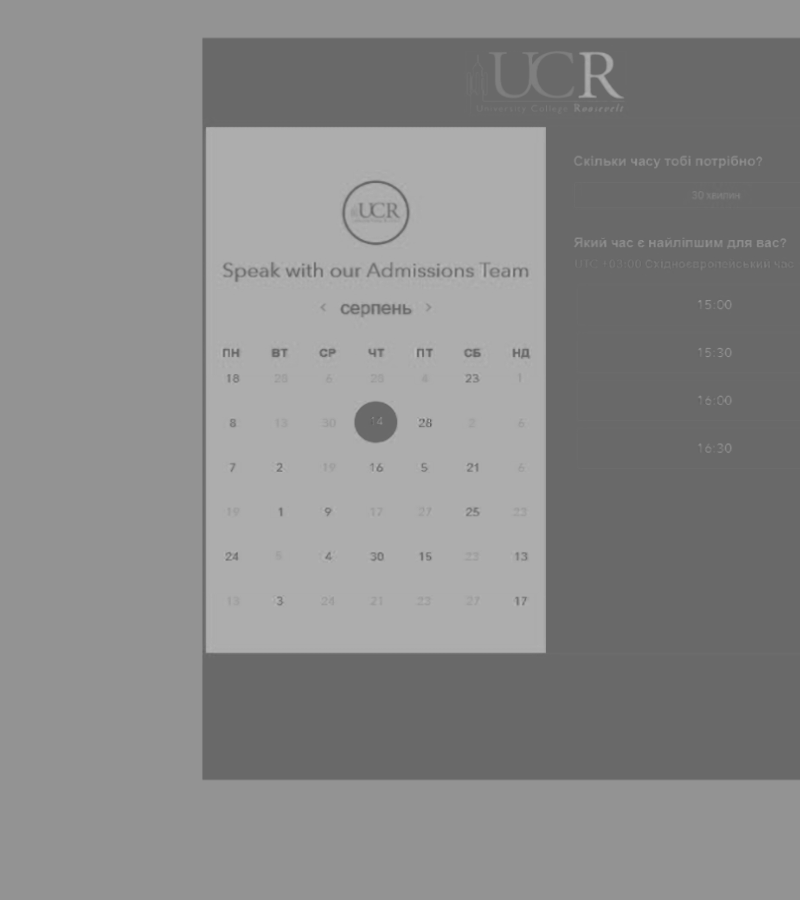 UCR
University College Roosevelt
UCR
Speak with our Admissions Team
< серпень >
ПН ВТ СР ЧТ ПТ СБ НД
18 28 6 28 4 23 1
8 13 30 14 28 2 6
7 2 19 16 5 21 6
19 1 9 17 27 25 22
24 5 4 30 15 22 13
13 3 26 21 23 27 17
Скільки часу тобі потрібно?
30 хвилин
Який час є найліпшим для вас?
UTC +03:00 Східноєвропейський час
15:00
15:30
16:00
16:30